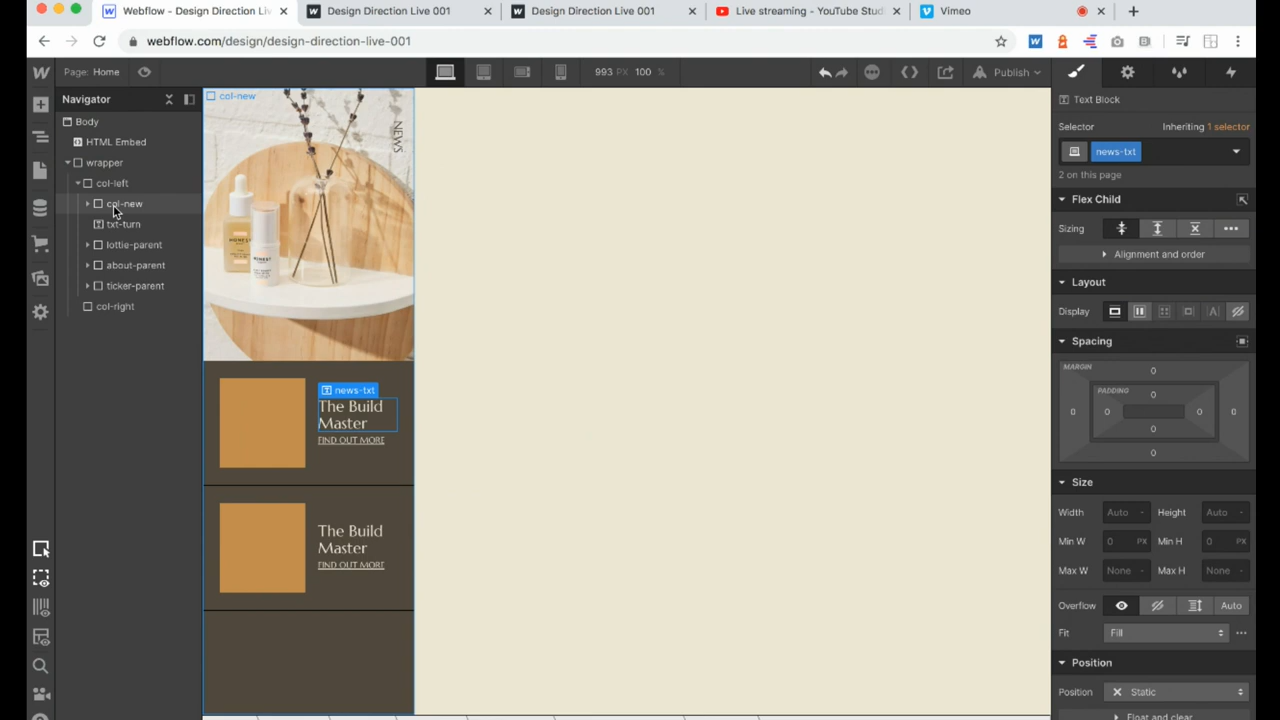 Webflow - Design Direction Liv
Design Direction Live 001
Design Direction Live 001
Live streaming - YouTube Studi
Vimeo
webflow.com/design/design-direction-live-001
Page: Home
993 PX 100 %
Publish
Navigator
Body
HTML Embed
wrapper
col-left
col-new
txt-turn
lottie-parent
about-parent
ticker-parent
col-right
col-new
NEWS
news-txt
The Build
Master
FIND OUT MORE
The Build
Master
FIND OUT MORE
Text Block
Selector
Inheriting 1 selector
news-txt
2 on this page
Flex Child
Sizing
Alignment and order
Layout
Display
Spacing
MARGIN
0
PADDING
0
0 0 0 0
0
0
Size
Width Auto - Height Auto -
Min W 0 PX Min H 0 PX
Max W None - Max H None -
Overflow Auto
Fit Fill
Position
Position Static
Float and clear